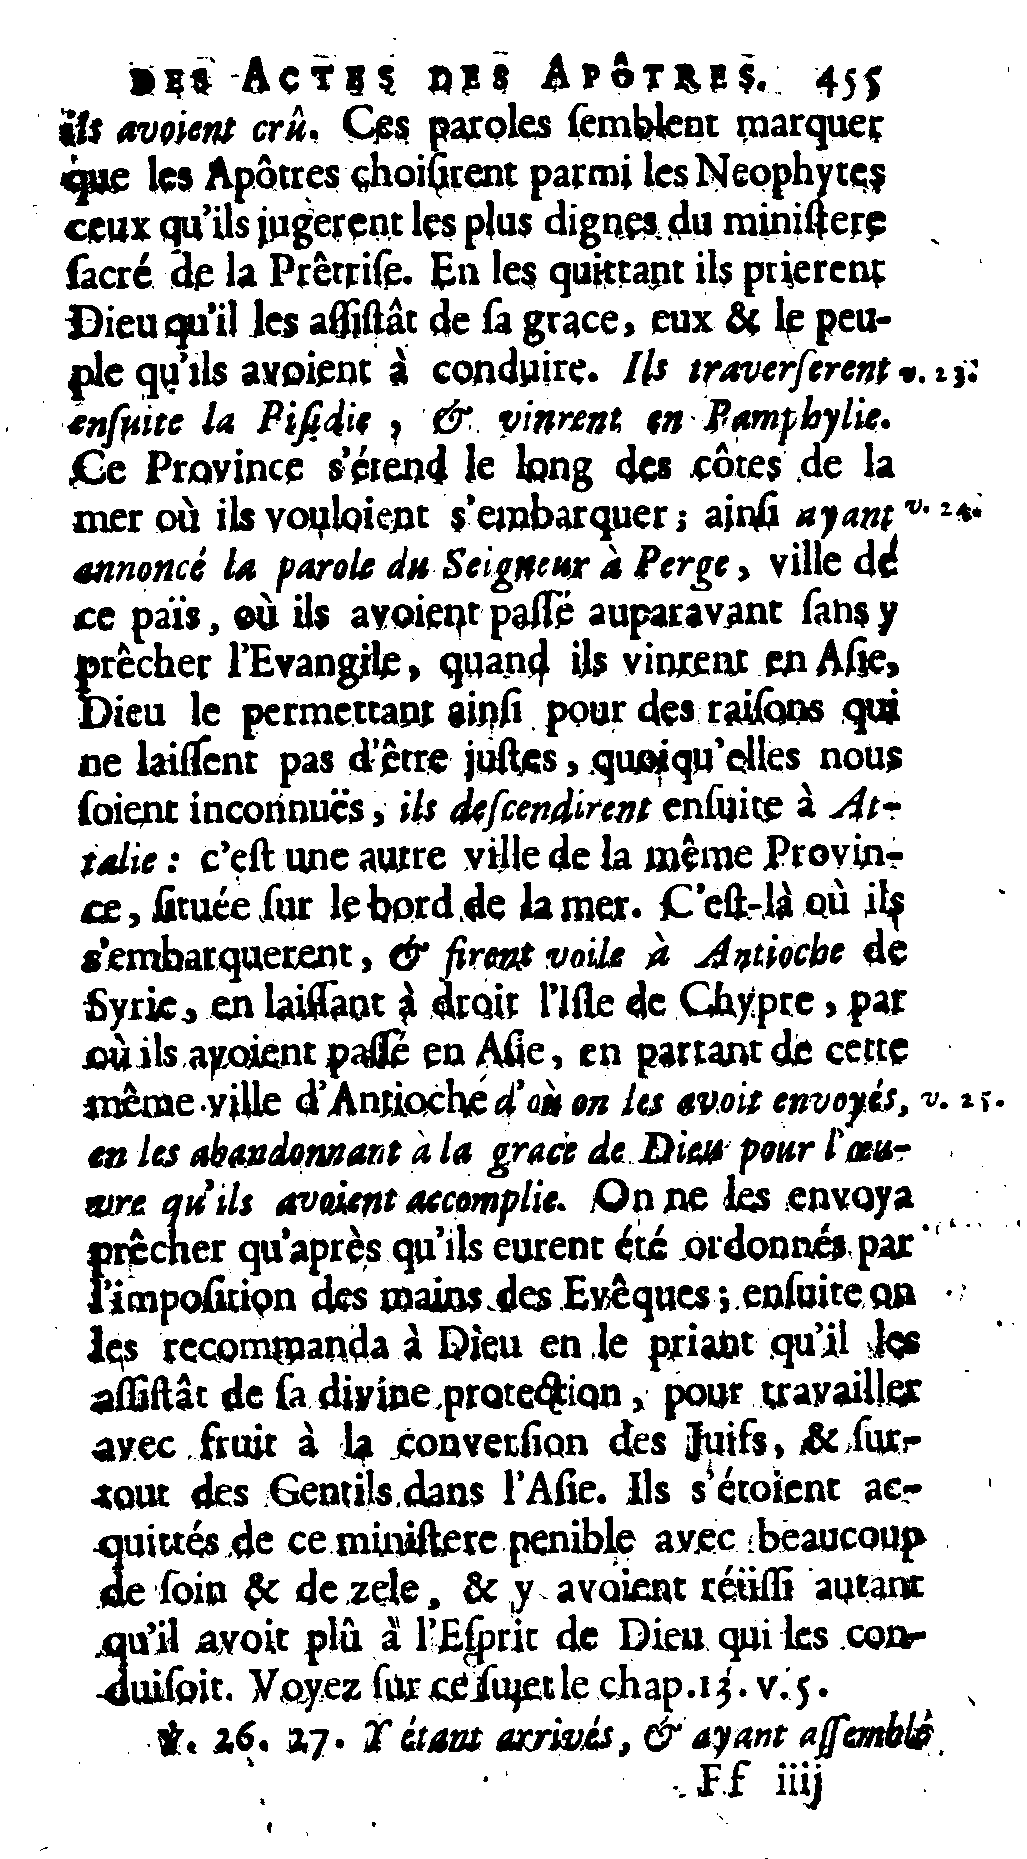 DES ACTES DES APÔTRES. 455
ils avoient crû. Ces paroles ſemblent marquer
que les Apôtres choiſirent parmi les Neophytes
ceux qu'ils jugerent les plus dignes du miniſtere
ſacré de la Prêtriſe. En les quittant ils prierent
Dieu qu'il les aſſiſtât de ſa grace, eux & le peu-
ple qu'ils avoient à conduire. Ils traverſerent v. 23.
enſuite la Piſidie, & vinrent en Pamphylie.
Ce Province s'étend le long des côtes de la
mer où ils vouloient s'embarquer; ainſi ayant v. 24.
annoncé la parole du Seigneur à Perge, ville de
ce païs, où ils avoient paſſé auparavant ſans y
prêcher l'Evangile, quand ils vinrent en Aſie,
Dieu le permettant ainſi pour des raiſons qui
ne laiſſent pas d'être juſtes, quoiqu'elles nous
ſoient inconnuës, ils deſcendirent enſuite à At-
talie: c'eſt une autre ville de la même Provin-
ce, ſituée ſur le bord de la mer. C'eſt-là où ils
s'embarquerent, & firent voile à Antioche de
Syrie, en laiſſant à droit l'Iſle de Chypre, par
où ils avoient paſſé en Aſie, en partant de cette
même ville d'Antioche d'où on les avoit envoyés, v. 25.
en les abandonnant à la grace de Dieu pour l'œu-
vre qu'ils avoient accomplie. On ne les envoya
prêcher qu'après qu'ils eurent été ordonnés par
l'impoſition des mains des Evêques; enſuite on
les recommanda à Dieu en le priant qu'il les
aſſiſtât de ſa divine protection, pour travailler
avec fruit à la converſion des Juifs, & ſur-
tout des Gentils dans l'Aſie. Ils s'étoient ac-
quittés de ce miniſtere penible avec beaucoup
de ſoin & de zele, & y avoient réüſſi autant
qu'il avoit plû à l'Eſprit de Dieu qui les con-
duiſoit. Voyez ſur ce ſujet le chap. 13. v. 5.
℣. 26. 27. Y étant arrivés, & ayant aſſemblé
Ff iiij